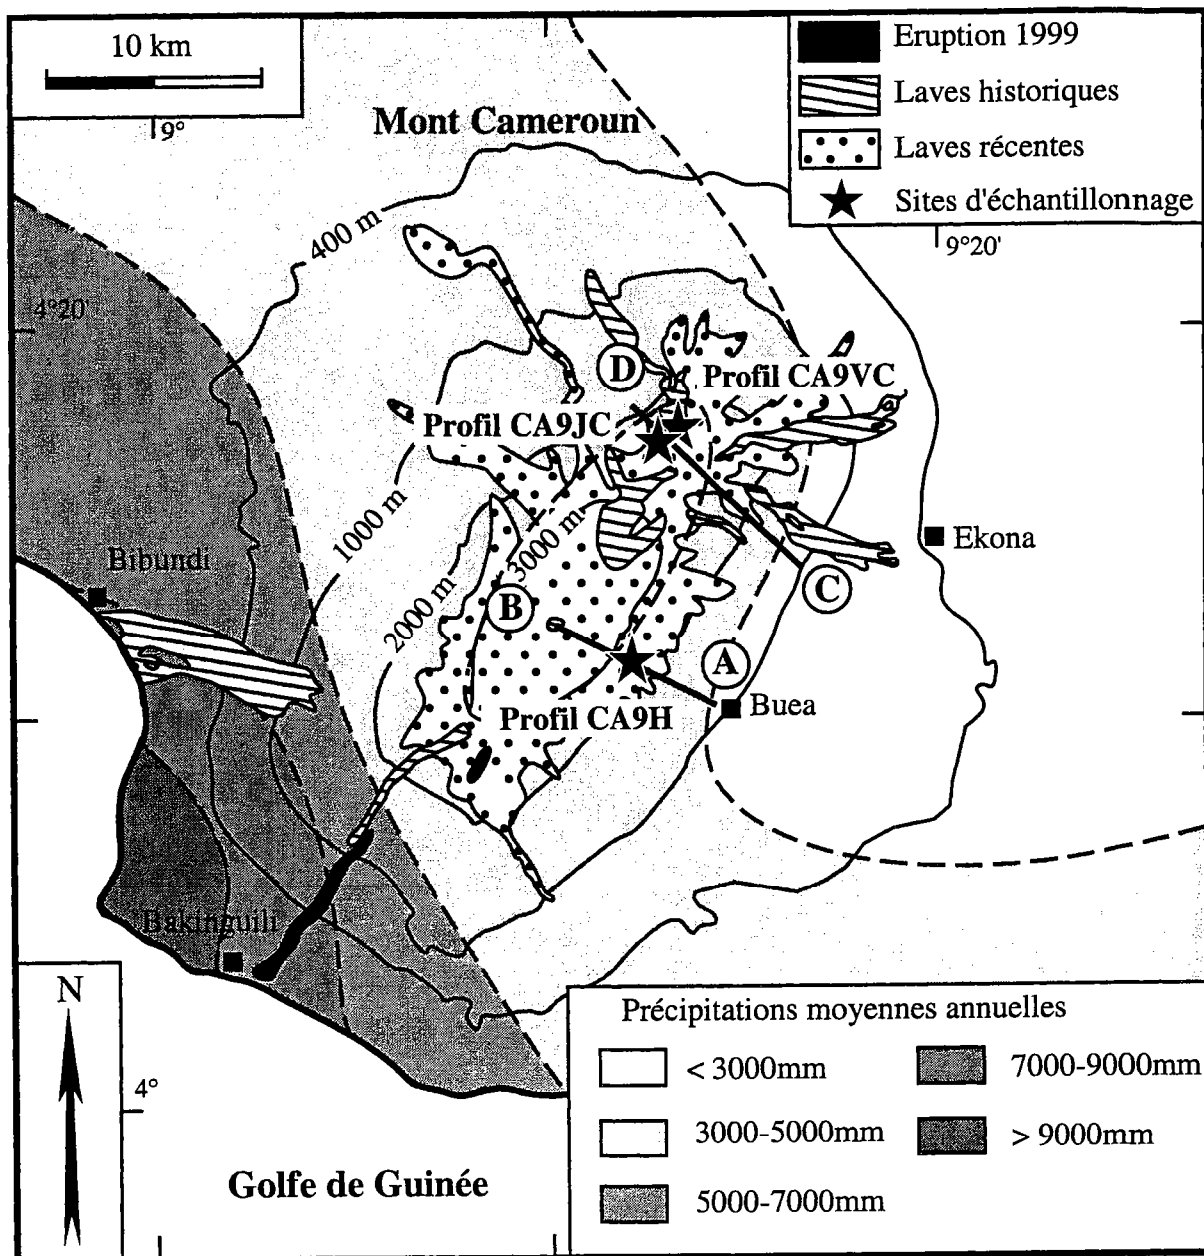 10 km
Eruption 1999
Laves historiques
Laves récentes
Sites d'échantillonnage
9°
Mont Cameroun
9°20'
400 m
4°20'
D
Profil CA9VC
Profil CA9JC
1000 m
3000 m
Ekona
Bibundi
2000 m
B
C
A
Buea
Profil CA9H
Bakinguili
N
4°
Golfe de Guinée
Précipitations moyennes annuelles
< 3000mm
7000-9000mm
3000-5000mm
> 9000mm
5000-7000mm